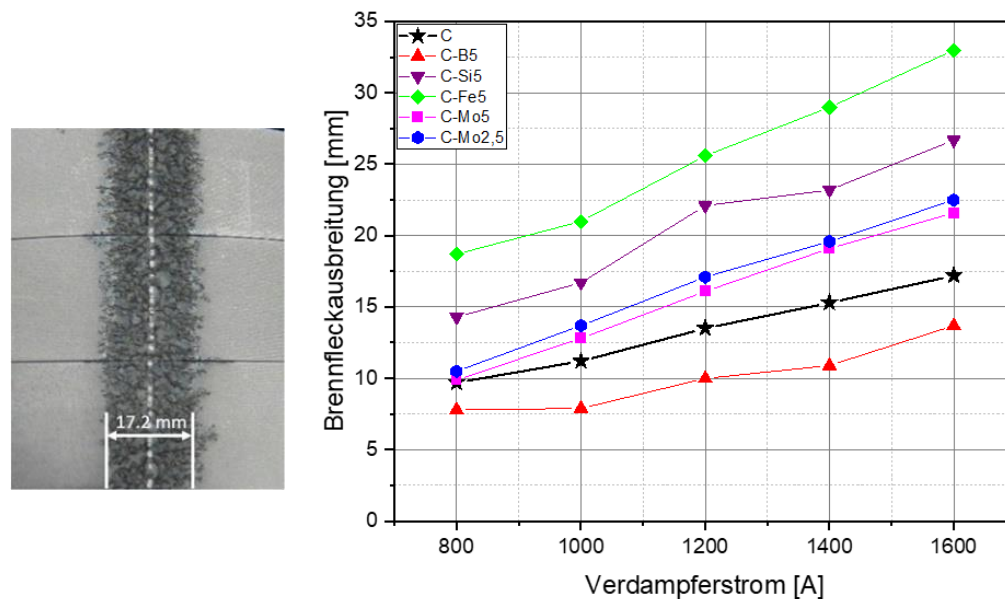 17.2 mm
Brennfleckausbreitung [mm]
35
30
25
20
15
10
5
0
C
C-B5
C-Si5
C-Fe5
C-Mo5
C-Mo2,5
800 1000 1200 1400 1600
Verdampferstrom [A]